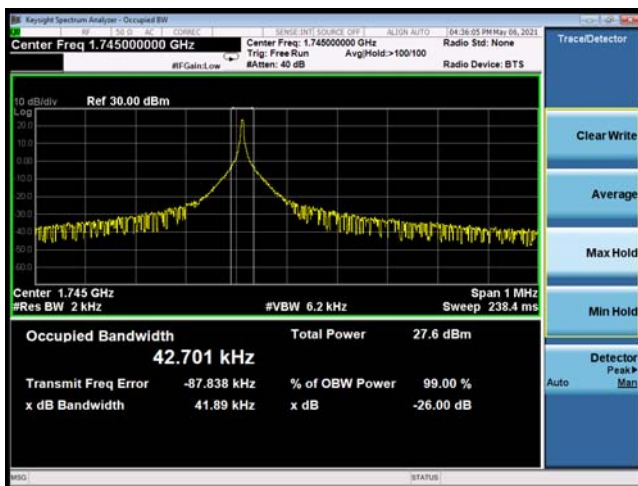 Keysight Spectrum Analyzer - Occupied BW
RF 50 Ω AC CORREC SENSE:INT SOURCE OFF ALIGN AUTO 04:36:05 PM May 06, 2021
Center Freq 1.745000000 GHz
Center Freq: 1.745000000 GHz
Radio Std: None
Trig: Free Run Avg|Hold:>100/100
#IFGain:Low #Atten: 40 dB Radio Device: BTS
Trace/Detector
10 dB/div Ref 30.00 dBm
Log
20.0
10.0
0.00
-10.0
-20.0
-30.0
-40.0
-50.0
-60.0
Center 1.745 GHz Span 1 MHz
#Res BW 2 kHz #VBW 6.2 kHz Sweep 238.4 ms
Occupied Bandwidth Total Power 27.6 dBm
42.701 kHz
Transmit Freq Error -87.838 kHz % of OBW Power 99.00 %
x dB Bandwidth 41.89 kHz x dB -26.00 dB
Clear Write
Average
Max Hold
Min Hold
Detector
Peak▶
Auto Man
MSG STATUS